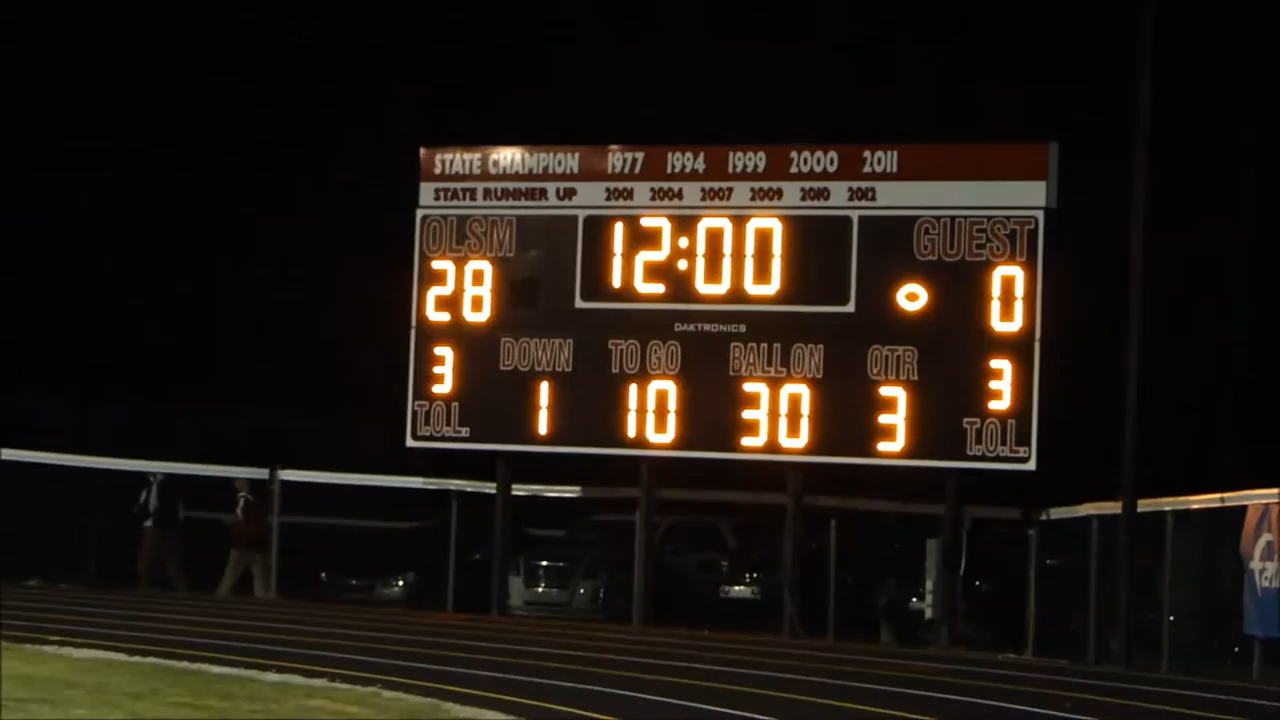 STATE CHAMPION 1977 1994 1999 2000 2011
STATE RUNNER UP 2001 2004 2007 2009 2010 2012
OLSM 12:00 GUEST
28 0
DAKTRONICS
DOWN TO GO BALL ON QTR
3 1 10 30 3 3
T.O.L. T.O.L.